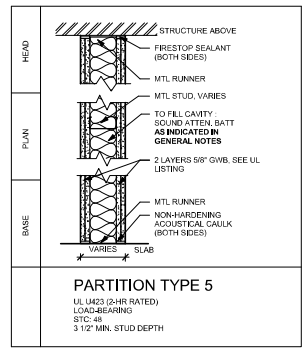 HEAD
STRUCTURE ABOVE
FIRESTOP SEALANT
(BOTH SIDES)
MTL RUNNER
MTL STUD, VARIES
PLAN
TO FILL CAVITY :
SOUND ATTEN. BATT
AS INDICATED IN
GENERAL NOTES
2 LAYERS 5/8" GWB, SEE UL
LISTING
BASE
MTL RUNNER
NON-HARDENING
ACOUSTICAL CAULK
(BOTH SIDES)
VARIES
SLAB
PARTITION TYPE 5
UL U423 (2-HR RATED)
LOAD-BEARING
STC: 48
3 1/2" MIN. STUD DEPTH